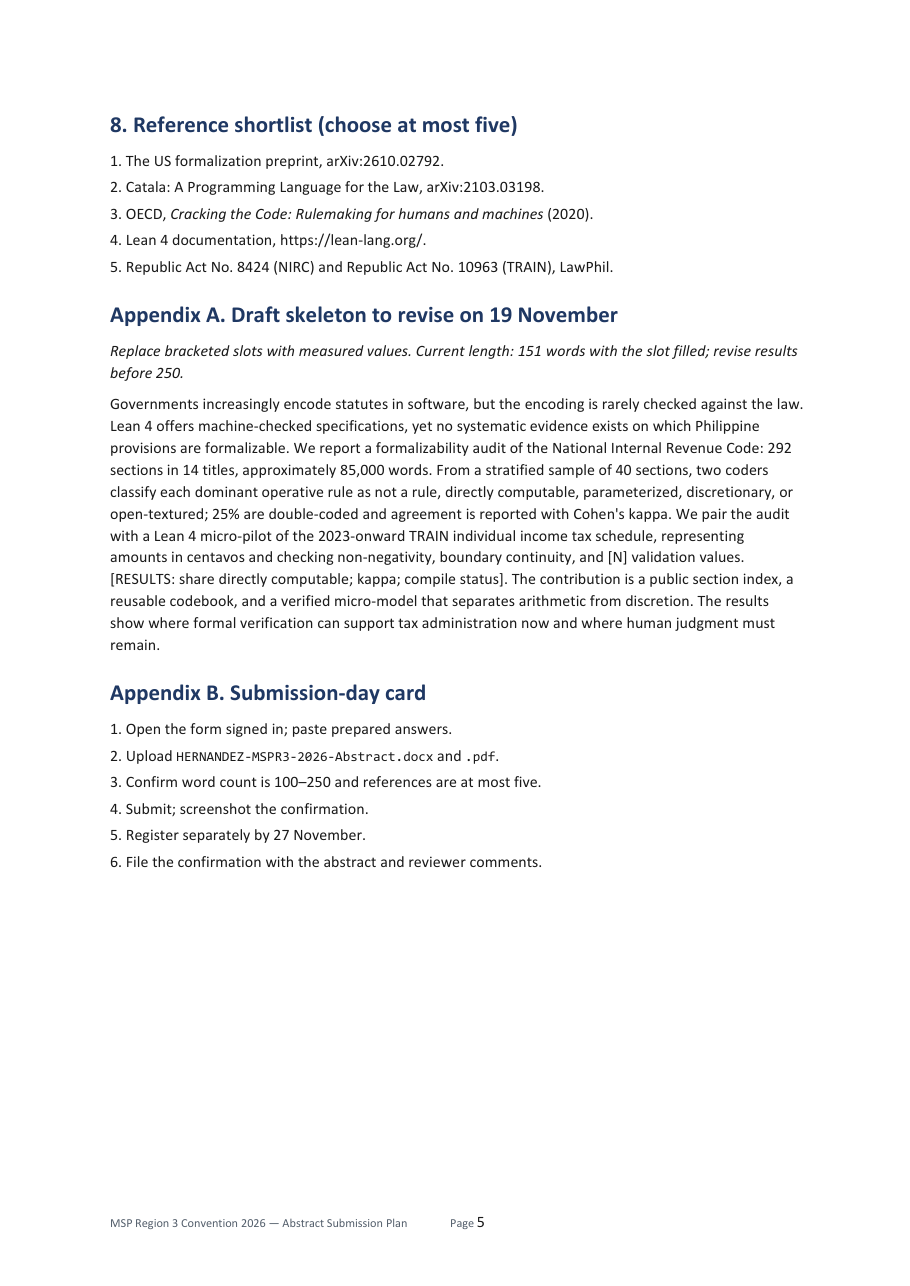 8. Reference shortlist (choose at most five)
1. The US formalization preprint, arXiv:2610.02792.
2. Catala: A Programming Language for the Law, arXiv:2103.03198.
3. OECD, Cracking the Code: Rulemaking for humans and machines (2020).
4. Lean 4 documentation, https://lean-lang.org/.
5. Republic Act No. 8424 (NIRC) and Republic Act No. 10963 (TRAIN), LawPhil.
Appendix A. Draft skeleton to revise on 19 November
Replace bracketed slots with measured values. Current length: 151 words with the slot filled; revise results
before 250.
Governments increasingly encode statutes in software, but the encoding is rarely checked against the law.
Lean 4 offers machine-checked specifications, yet no systematic evidence exists on which Philippine
provisions are formalizable. We report a formalizability audit of the National Internal Revenue Code: 292
sections in 14 titles, approximately 85,000 words. From a stratified sample of 40 sections, two coders
classify each dominant operative rule as not a rule, directly computable, parameterized, discretionary, or
open-textured; 25% are double-coded and agreement is reported with Cohen's kappa. We pair the audit
with a Lean 4 micro-pilot of the 2023-onward TRAIN individual income tax schedule, representing
amounts in centavos and checking non-negativity, boundary continuity, and [N] validation values.
[RESULTS: share directly computable; kappa; compile status]. The contribution is a public section index, a
reusable codebook, and a verified micro-model that separates arithmetic from discretion. The results
show where formal verification can support tax administration now and where human judgment must
remain.
Appendix B. Submission-day card
1. Open the form signed in; paste prepared answers.
2. Upload HERNANDEZ-MSPR3-2026-Abstract.docx and .pdf.
3. Confirm word count is 100–250 and references are at most five.
4. Submit; screenshot the confirmation.
5. Register separately by 27 November.
6. File the confirmation with the abstract and reviewer comments.
MSP Region 3 Convention 2026 — Abstract Submission Plan Page 5